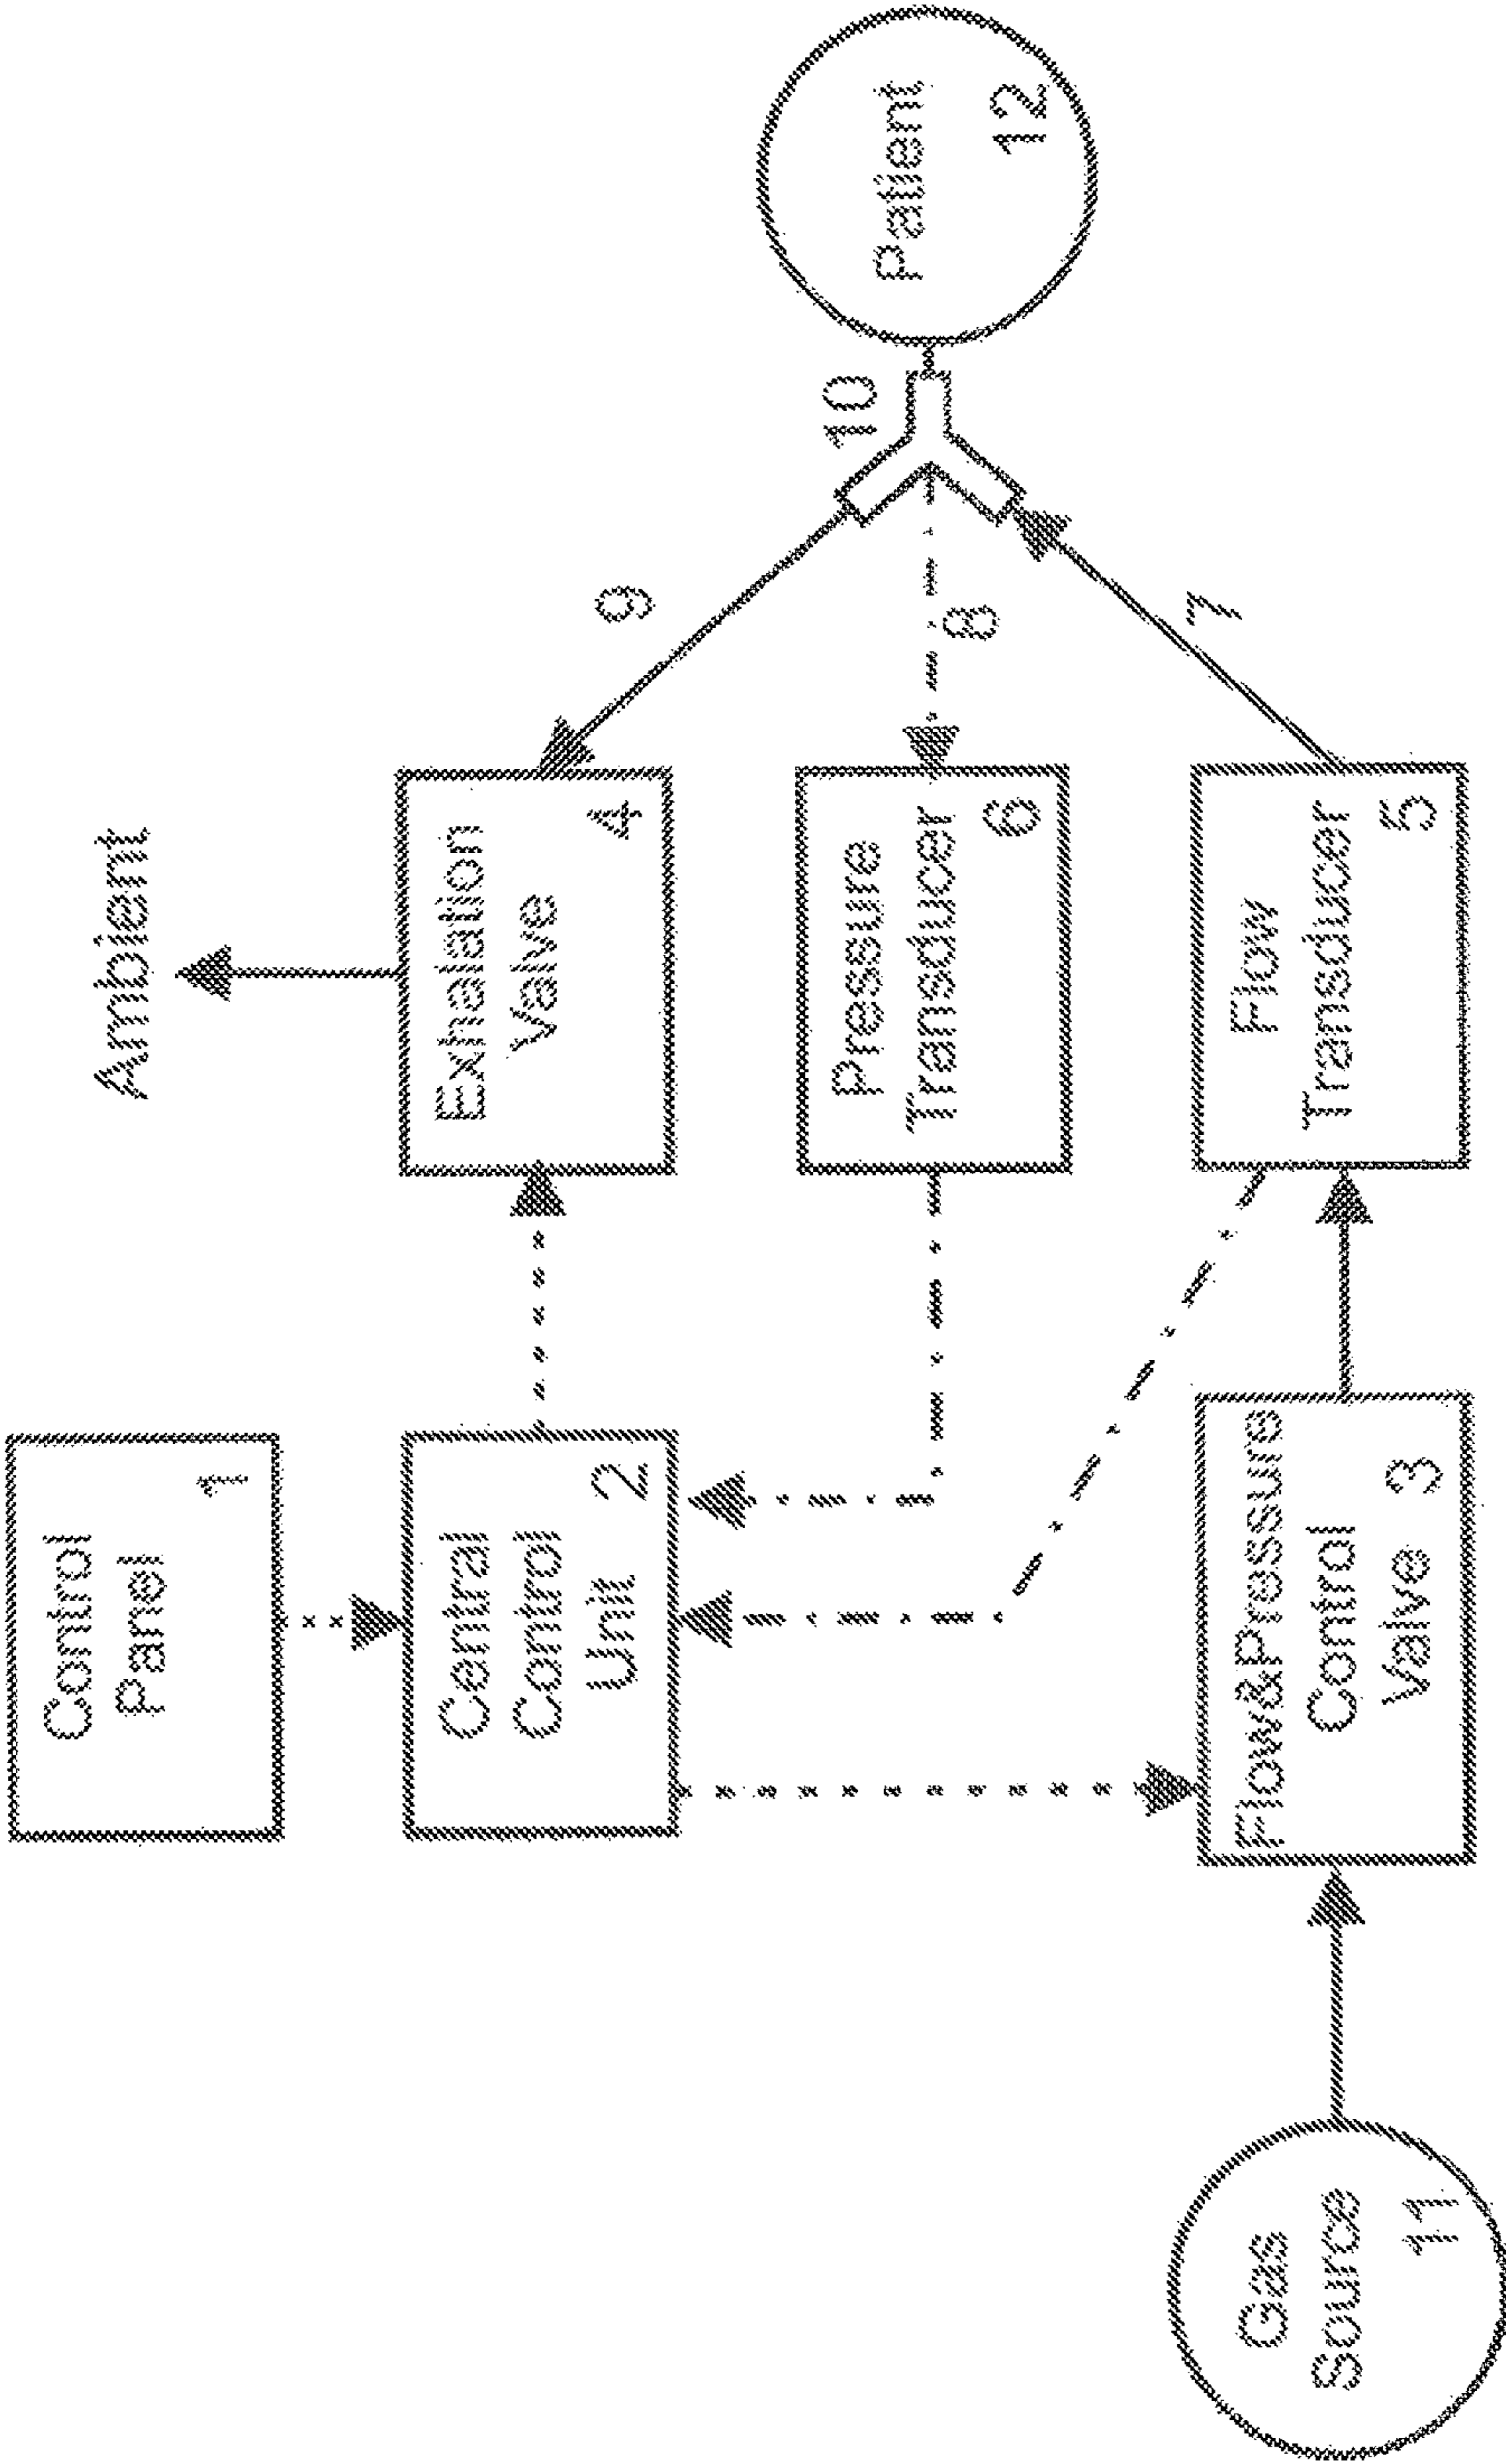 Control
Panel
1
Ambient
Central
Control
Unit
2
Exhalation
Valve
4
Pressure
Transducer
6
9
8
10
Patient
12
7
Gas
Source
11
Flow&Pressure
Control
Valve
3
Flow
Transducer
5